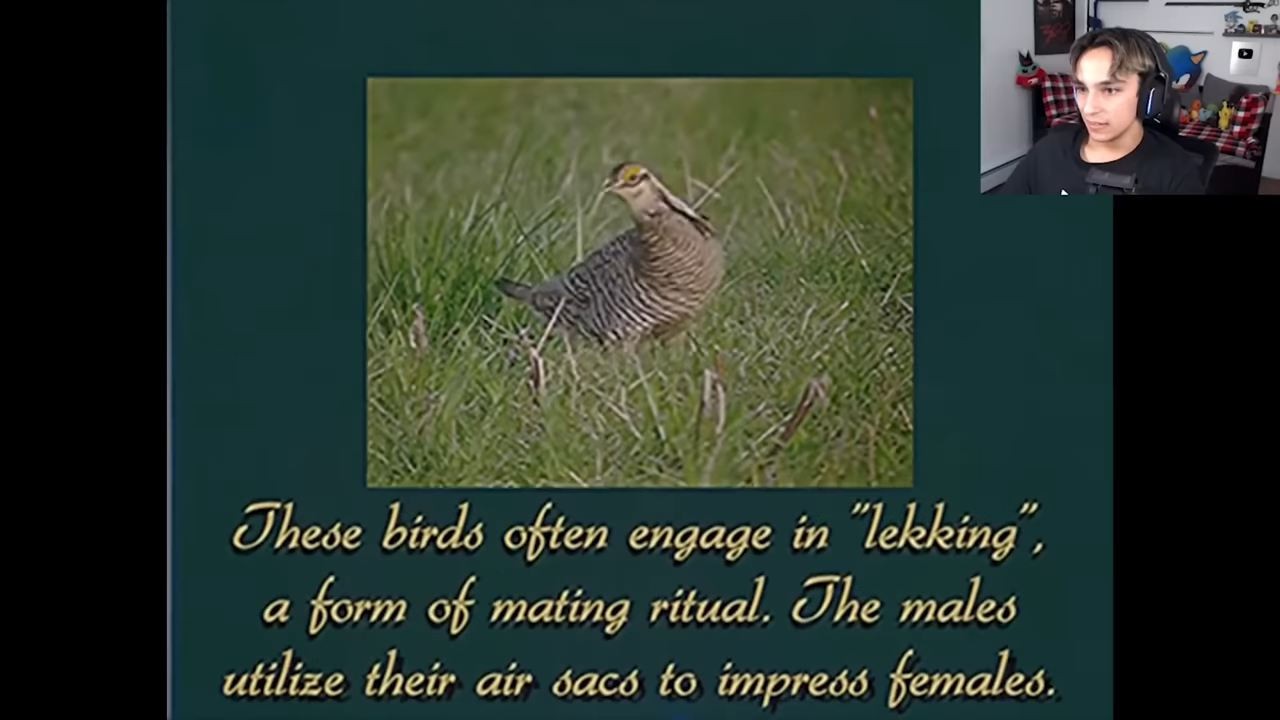 These birds often engage in "lekking",
a form of mating ritual. The males
utilize their air sacs to impress females.